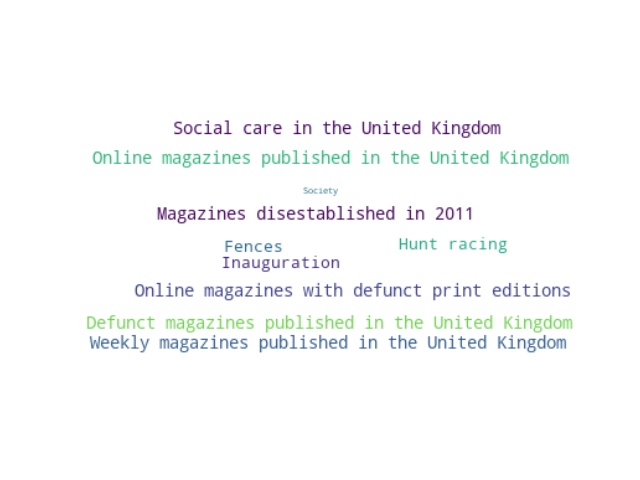 Social care in the United Kingdom
Online magazines published in the United Kingdom
Society
Magazines disestablished in 2011
Fences
Hunt racing
Inauguration
Online magazines with defunct print editions
Defunct magazines published in the United Kingdom
Weekly magazines published in the United Kingdom